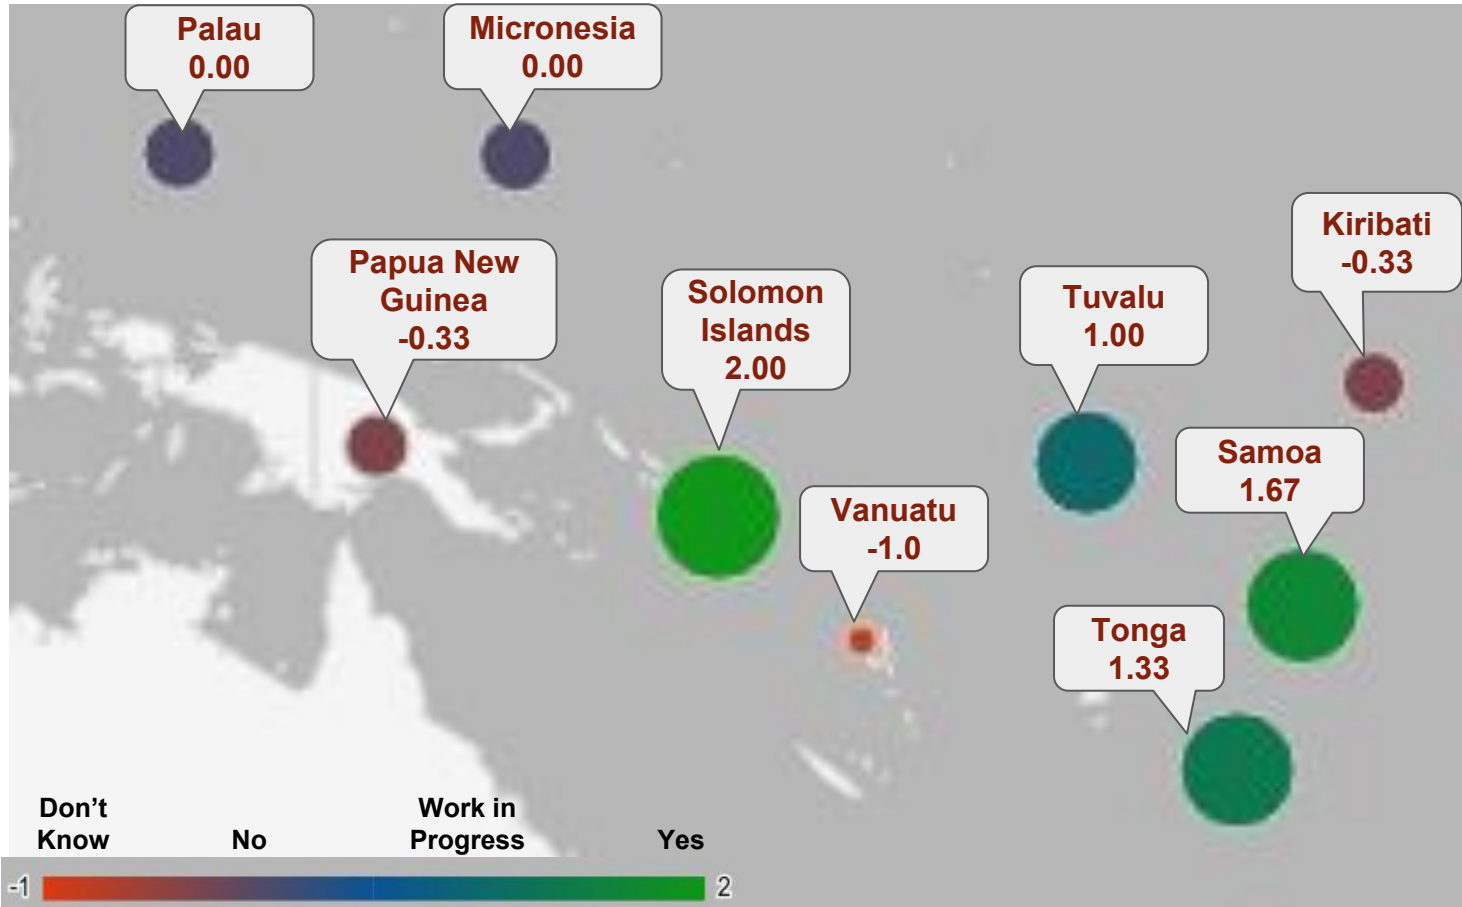 Palau
0.00
Micronesia
0.00
Kiribati
-0.33
Papua New
Guinea
-0.33
Solomon
Islands
2.00
Tuvalu
1.00
Samoa
1.67
Vanuatu
-1.0
Tonga
1.33
Don't
Know
No
Work in
Progress
Yes
-1
2